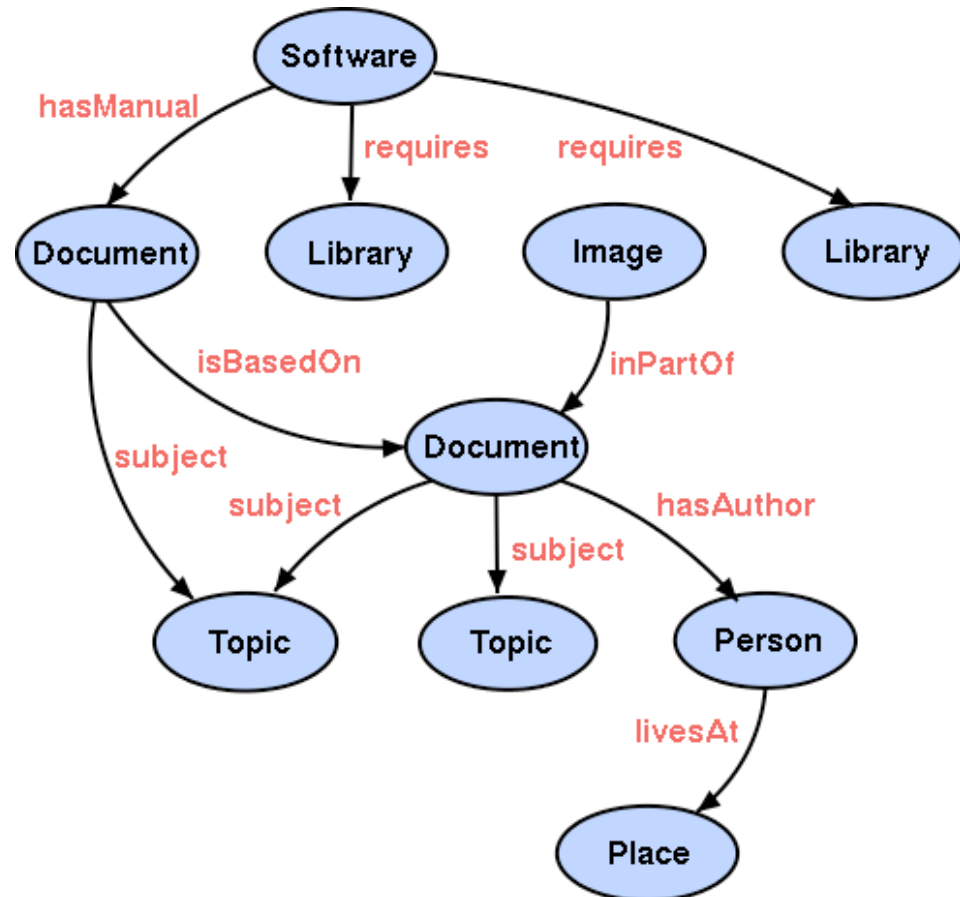 Software
hasManual
requires
requires
Document
Library
Image
Library
isBasedOn
inPartOf
Document
subject
subject
hasAuthor
subject
Topic
Topic
Person
livesAt
Place